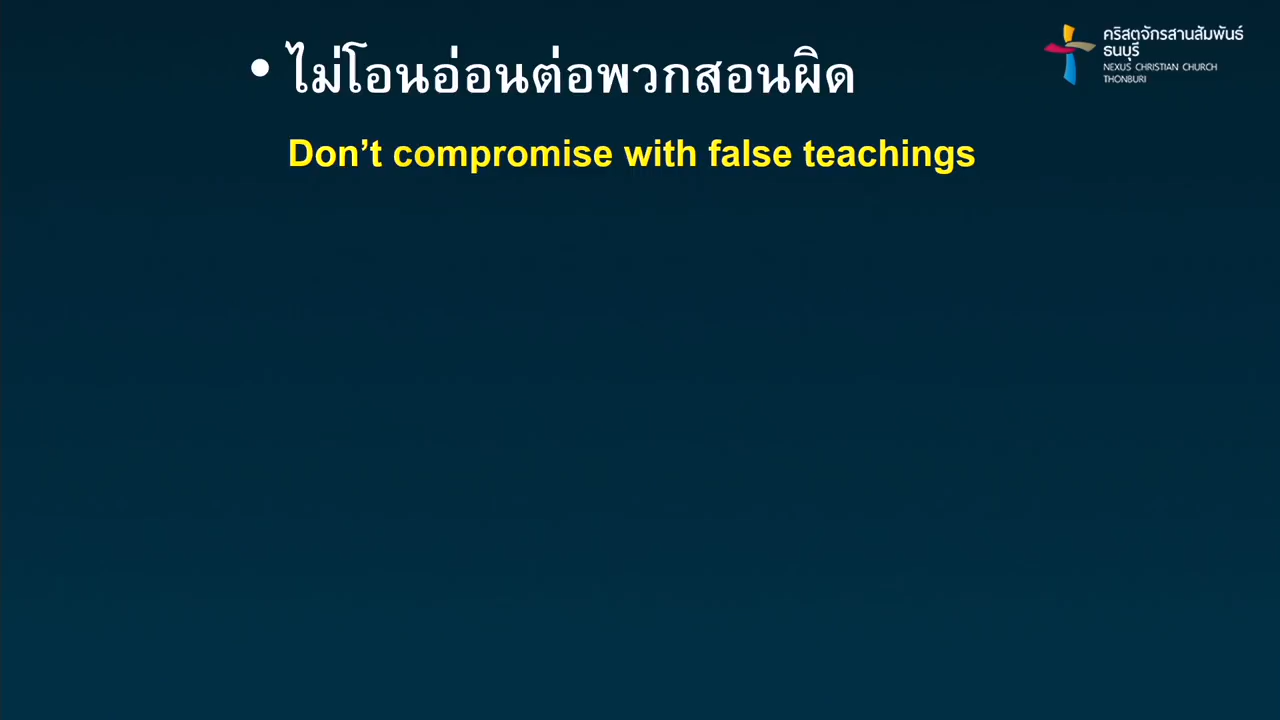 • ไม่โอนอ่อนต่อพวกสอนผิด
Don’t compromise with false teachings
คริสตจักรสานสัมพันธ์
ธนบุรี
NEXUS CHRISTIAN CHURCH
THONBURI